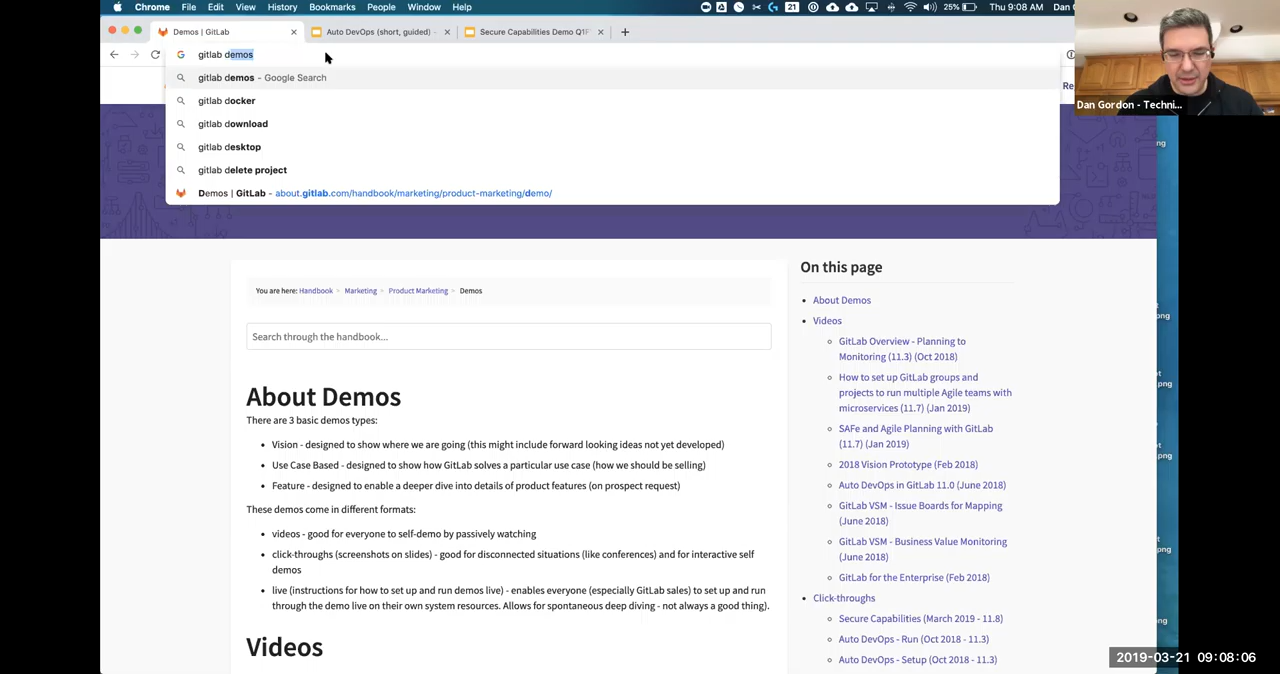 Chrome File Edit View History Bookmarks People Window Help 21 25% Thu 9:08 AM Dan
Demos | GitLab
Auto DevOps (short, guided) -
Secure Capabilities Demo Q1F
gitlab demos
gitlab demos - Google Search
gitlab docker
gitlab download
gitlab desktop
gitlab delete project
Demos | GitLab - about.gitlab.com/handbook/marketing/product-marketing/demo/
Re
Dan Gordon - Techni...
You are here: Handbook Marketing Product Marketing Demos
Search through the handbook...
About Demos
There are 3 basic demos types:
Vision - designed to show where we are going (this might include forward looking ideas not yet developed)
Use Case Based - designed to show how GitLab solves a particular use case (how we should be selling)
Feature - designed to enable a deeper dive into details of product features (on prospect request)
These demos come in different formats:
videos - good for everyone to self-demo by passively watching
click-throughs (screenshots on slides) - good for disconnected situations (like conferences) and for interactive self
demos
live (instructions for how to set up and run demos live) - enables everyone (especially GitLab sales) to set up and run
through the demo live on their own system resources. Allows for spontaneous deep diving - not always a good thing).
Videos
On this page
About Demos
Videos
GitLab Overview - Planning to
Monitoring (11.3) (Oct 2018)
How to set up GitLab groups and
projects to run multiple Agile teams with
microservices (11.7) (Jan 2019)
SAFe and Agile Planning with GitLab
(11.7) (Jan 2019)
2018 Vision Prototype (Feb 2018)
Auto DevOps in GitLab 11.0 (June 2018)
GitLab VSM - Issue Boards for Mapping
(June 2018)
GitLab VSM - Business Value Monitoring
(June 2018)
GitLab for the Enterprise (Feb 2018)
Click-throughs
Secure Capabilities (March 2019 - 11.8)
Auto DevOps - Run (Oct 2018 - 11.3)
Auto DevOps - Setup (Oct 2018 - 11.3)
2019-03-21 09:08:06